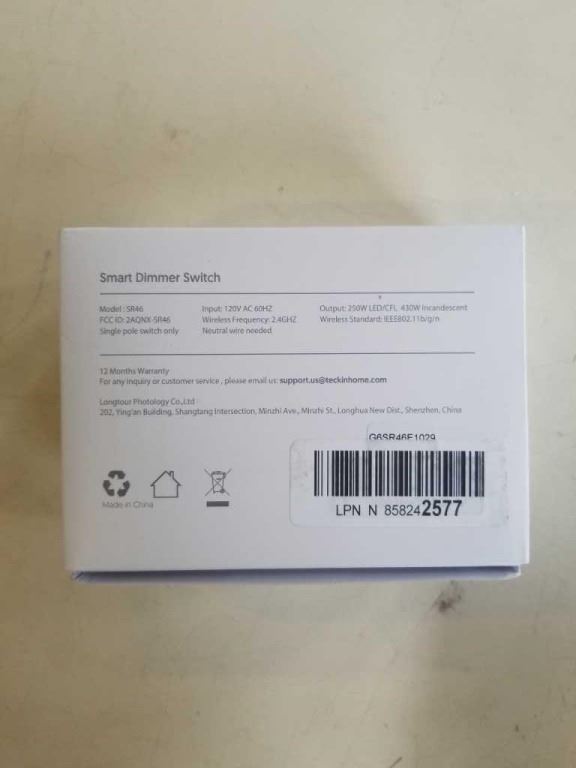 Smart Dimmer Switch
Model : SR46 Input: 120V AC 60HZ Output: 250W LED/CFL 430W Incandescent
FCC ID: 2AQNX-SR46 Wireless Frequency: 2.4GHZ Wireless Standard: IEEE802.11b/g/n
Single pole switch only Neutral wire needed
12 Months Warranty
For any inquiry or customer service , please email us: support.us@teckinhome.com
Longtour Photology Co.,Ltd
202, Ying'an Building, Shangtang Intersection, Minzhi Ave., Minzhi St., Longhua New Dist., Shenzhen, China
G6SR46E1029
Made in China
LPN N 858242577